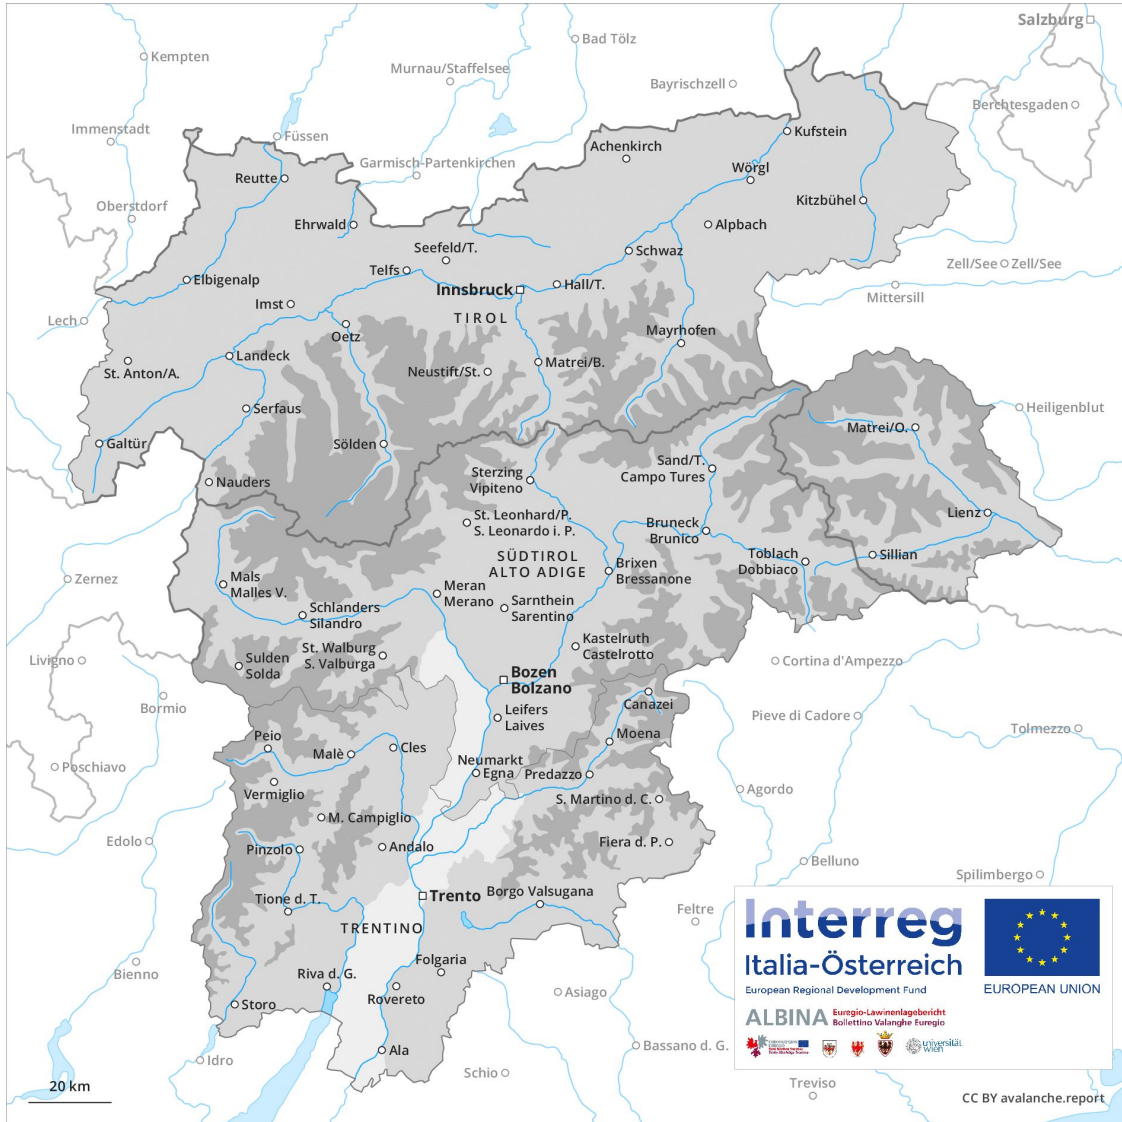 Salzburg
Bad Tölz
Kempten
Murnau/Staffelsee
Bayrischzell
Berchtesgaden
Immenstadt
Füssen
Kufstein
Achenkirch
Garmisch-Partenkirchen
Wörgl
Reutte
Kitzbühel
Oberstdorf
Ehrwald
Alpbach
Seefeld/T.
Schwaz
Telfs
Zell/See
Zell/See
Elbigenalp
Innsbruck
Hall/T.
Mittersill
Imst
Lech
TIROL
Oetz
Mayrhofen
Landeck
Matrei/B.
St. Anton/A.
Neustift/St.
Serfaus
Heiligenblut
Matrei/O.
Galtür
Sölden
Sand/T.
Campo Tures
Sterzing
Vipiteno
Nauders
Lienz
St. Leonhard/P.
S. Leonardo i. P.
Bruneck
Brunico
SÜDTIROL
ALTO ADIGE
Toblach
Dobbiaco
Sillian
Brixen
Bressanone
Zernez
Mals
Malles V.
Meran
Merano
Sarnthein
Sarentino
Schlanders
Silandro
Kastelruth
Castelrotto
St. Walburg
S. Valburga
Livigno
Sulden
Solda
Cortina d'Ampezzo
Bozen
Bolzano
Bormio
Canazei
Leifers
Laives
Pieve di Cadore
Tolmezzo
Peio
Moena
Malè
Cles
Neumarkt
Egna
Predazzo
Poschiavo
Vermiglio
Agordo
S. Martino d. C.
M. Campiglio
Edolo
Pinzolo
Andalo
Fiera d. P.
Belluno
Spilimbergo
Tione d. T.
Trento
Borgo Valsugana
Feltre
TRENTINO
Bienno
Folgaria
Riva d. G.
Rovereto
Asiago
Storo
Idro
Ala
Bassano d. G.
Schio
Treviso
Interreg
Italia-Österreich
European Regional Development Fund
EUROPEAN UNION
ALBINA
Euregio-Lawinenlagebericht
Bollettino Valanghe Euregio
universität
wien
20 km
CC BY avalanche.report